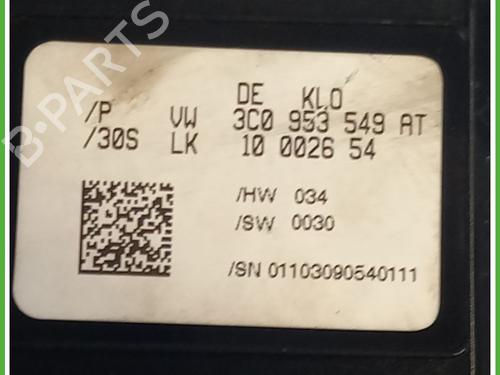 DE KLO
/P VW 3C0 953 549 AT
/30S LK 10 0026 54
/HW 034
/SW 0030
/SN 01103090540111
B-PARTS